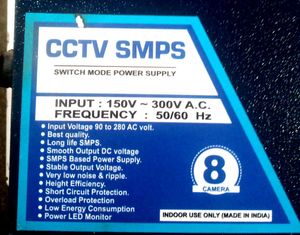 CCTV SMPS
SWITCH MODE POWER SUPPLY
INPUT : 150V ~ 300V A.C.
FREQUENCY : 50/60 Hz
• Input Voltage 90 to 280 AC volt.
• Best quality.
• Long life SMPS.
• Smooth Output DC voltage
• SMPS Based Power Supply.
• Stable Output Voltage.
• Very low noise & ripple.
• Height Efficiency.
• Short Circuit Protection.
• Overload Protection
• Low Energy Consumption
• Power LED Monitor
8
CAMERA
INDOOR USE ONLY (MADE IN INDIA)